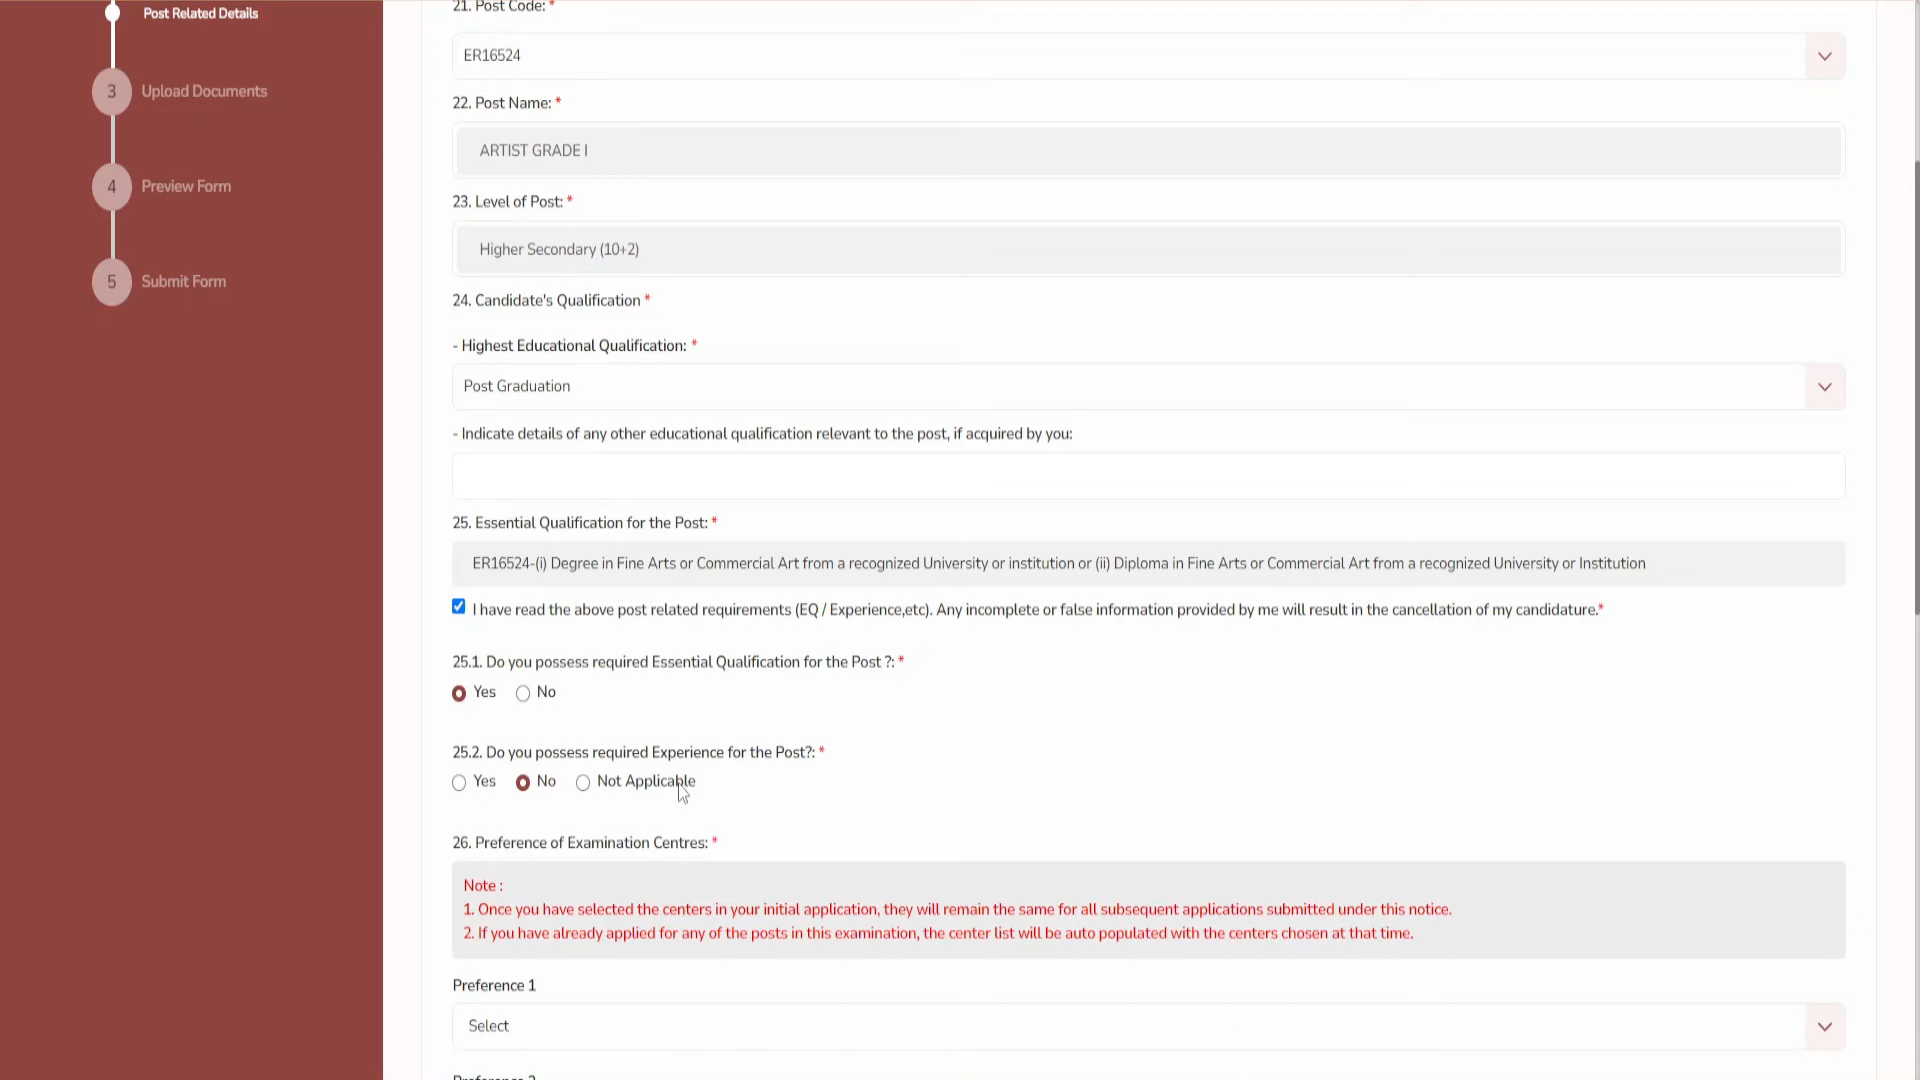 Post Related Details
3 Upload Documents
4 Preview Form
5 Submit Form
21. Post Code: *
ER16524
22. Post Name: *
ARTIST GRADE I
23. Level of Post: *
Higher Secondary (10+2)
24. Candidate's Qualification *
- Highest Educational Qualification: *
Post Graduation
- Indicate details of any other educational qualification relevant to the post, if acquired by you:
25. Essential Qualification for the Post: *
ER16524-(i) Degree in Fine Arts or Commercial Art from a recognized University or institution or (ii) Diploma in Fine Arts or Commercial Art from a recognized University or Institution
I have read the above post related requirements (EQ / Experience,etc). Any incomplete or false information provided by me will result in the cancellation of my candidature.*
25.1. Do you possess required Essential Qualification for the Post ?: *
Yes No
25.2. Do you possess required Experience for the Post?: *
Yes No Not Applicable
26. Preference of Examination Centres: *
Note :
1. Once you have selected the centers in your initial application, they will remain the same for all subsequent applications submitted under this notice.
2. If you have already applied for any of the posts in this examination, the center list will be auto populated with the centers chosen at that time.
Preference 1
Select